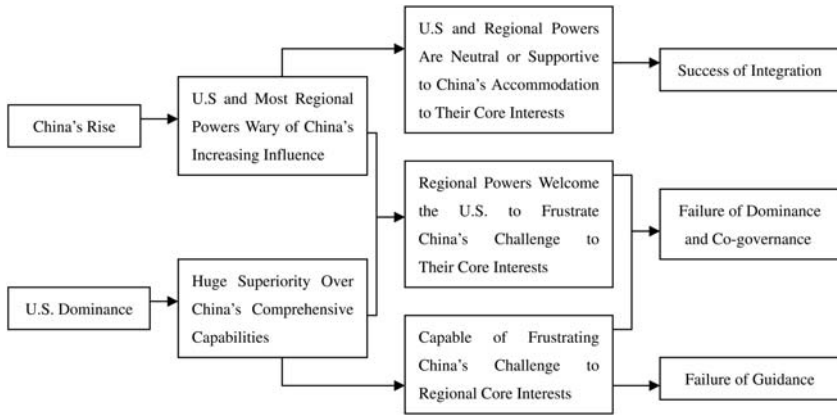 China's Rise
U.S and Most Regional
Powers Wary of China's
Increasing Influence
U.S and Regional Powers
Are Neutral or Supportive
to China's Accommodation
to Their Core Interests
Success of Integration
Regional Powers Welcome
the U.S. to Frustrate
China's Challenge to
Their Core Interests
Failure of Dominance
and Co-governance
U.S. Dominance
Huge Superiority Over
China's Comprehensive
Capabilities
Capable of Frustrating
China's Challenge to
Regional Core Interests
Failure of Guidance